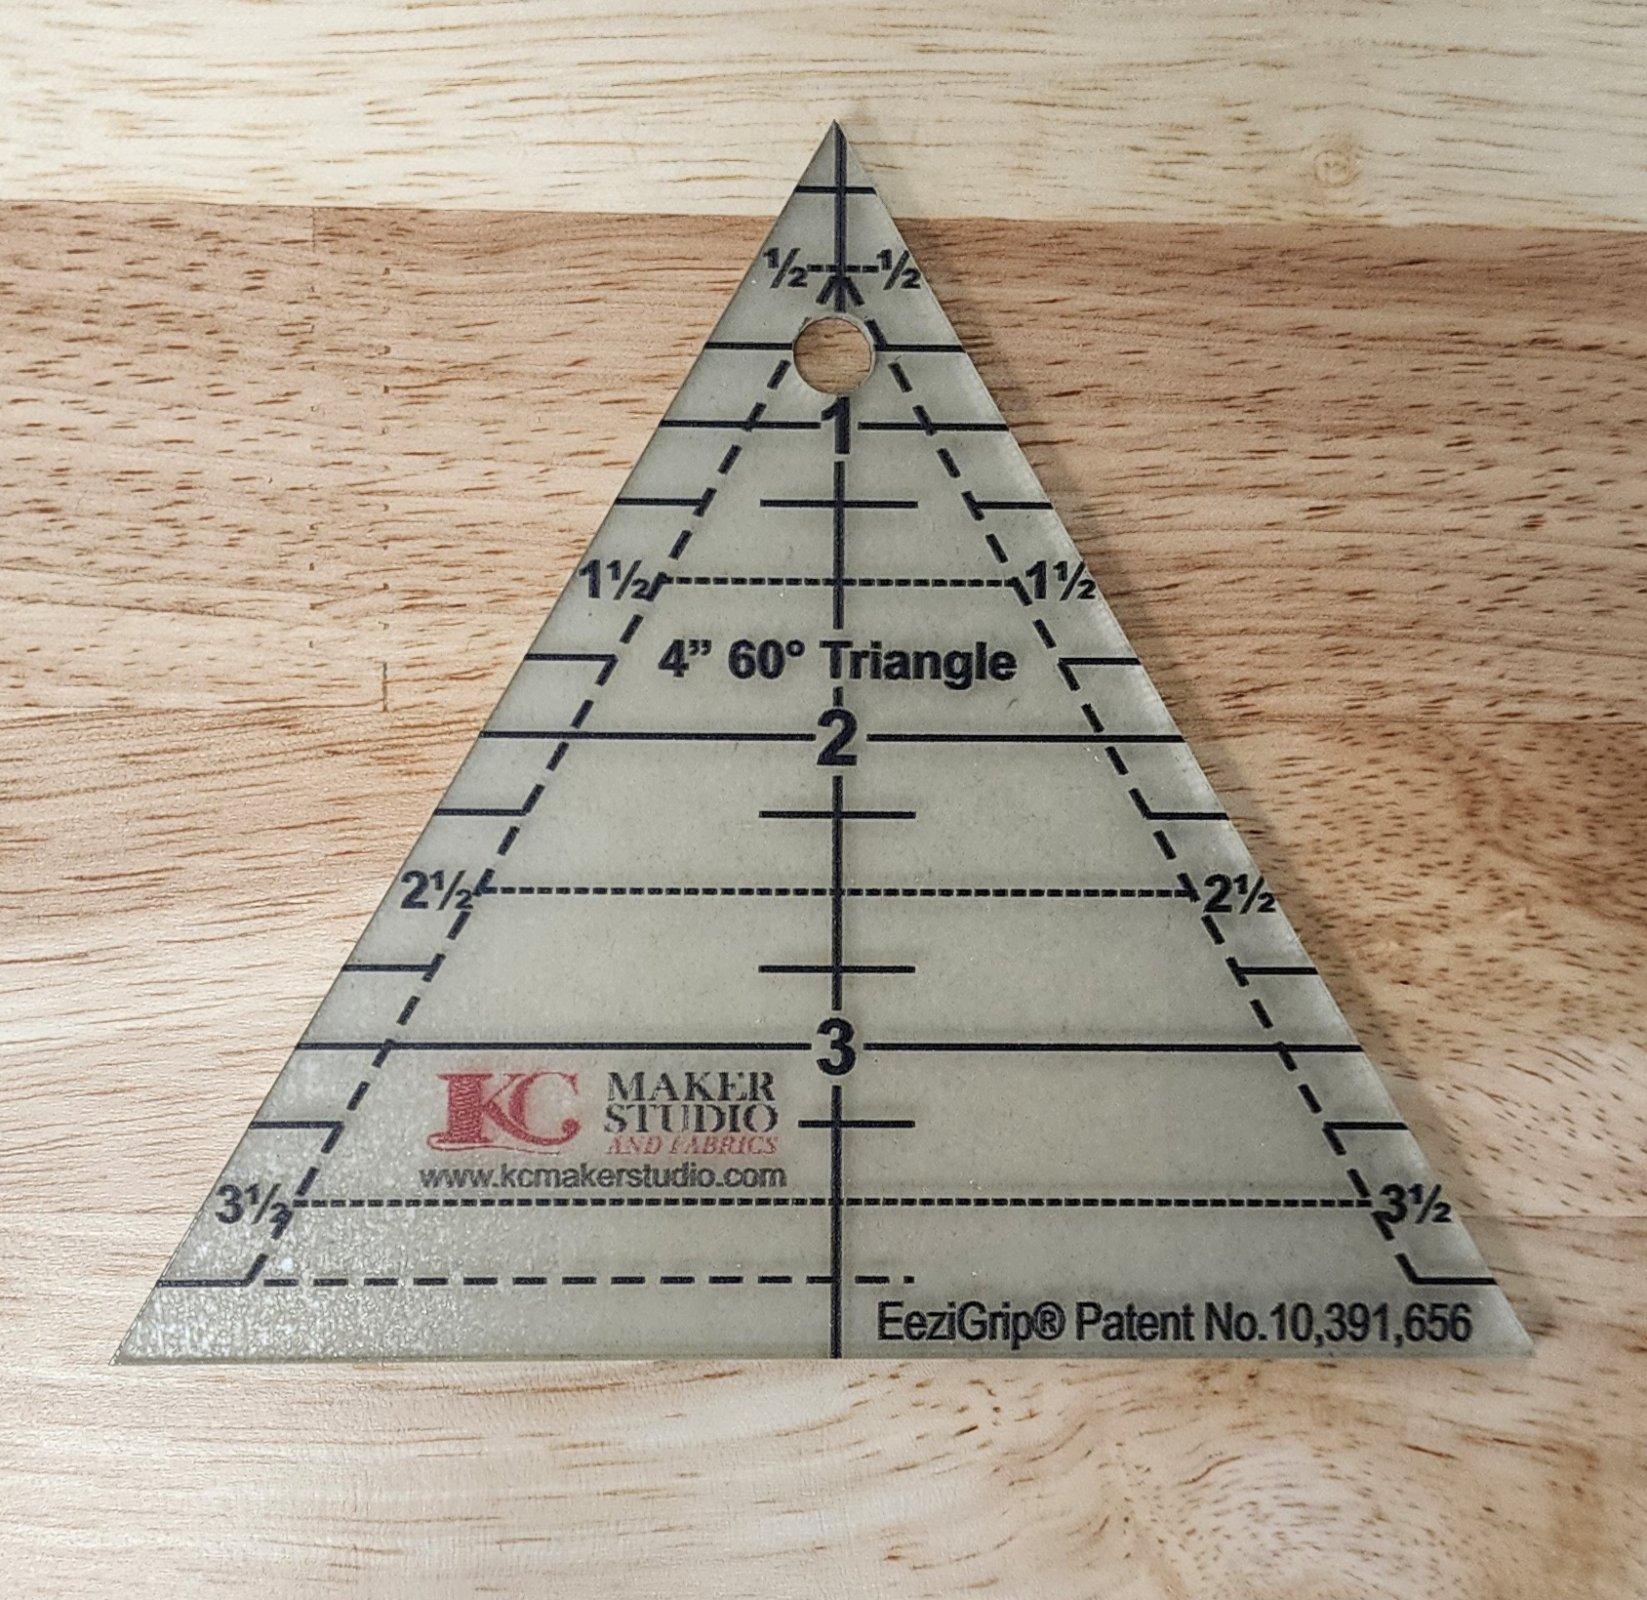 ½ ½
1
1½ 1½
4” 60° Triangle
2
2½ 2½
3
KC MAKER
STUDIO
AND FABRICS
www.kcmakerstudio.com
3½ 3½
EeziGrip® Patent No.10,391,656